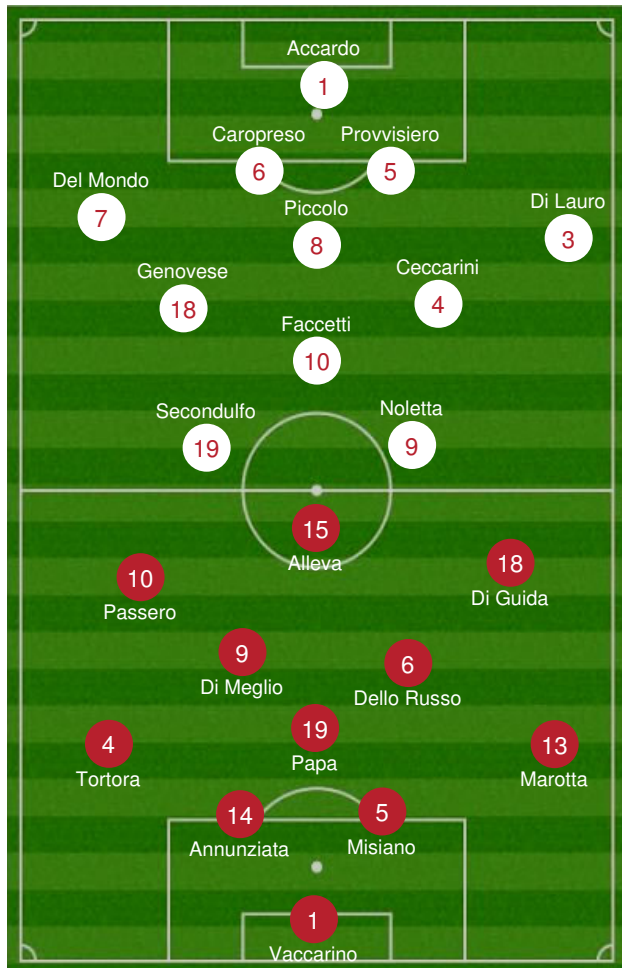 Accardo
1
Caropreso
Provvisiero
6
5
Del Mondo
7
Piccolo
8
Di Lauro
3
Genovese
18
Ceccarini
4
Faccetti
10
Secondulfo
19
Noletta
9
15
Alleva
10
Passero
18
Di Guida
9
Di Meglio
6
Dello Russo
19
Papa
4
Tortora
13
Marotta
14
Annunziata
5
Misiano
1
Vaccarino